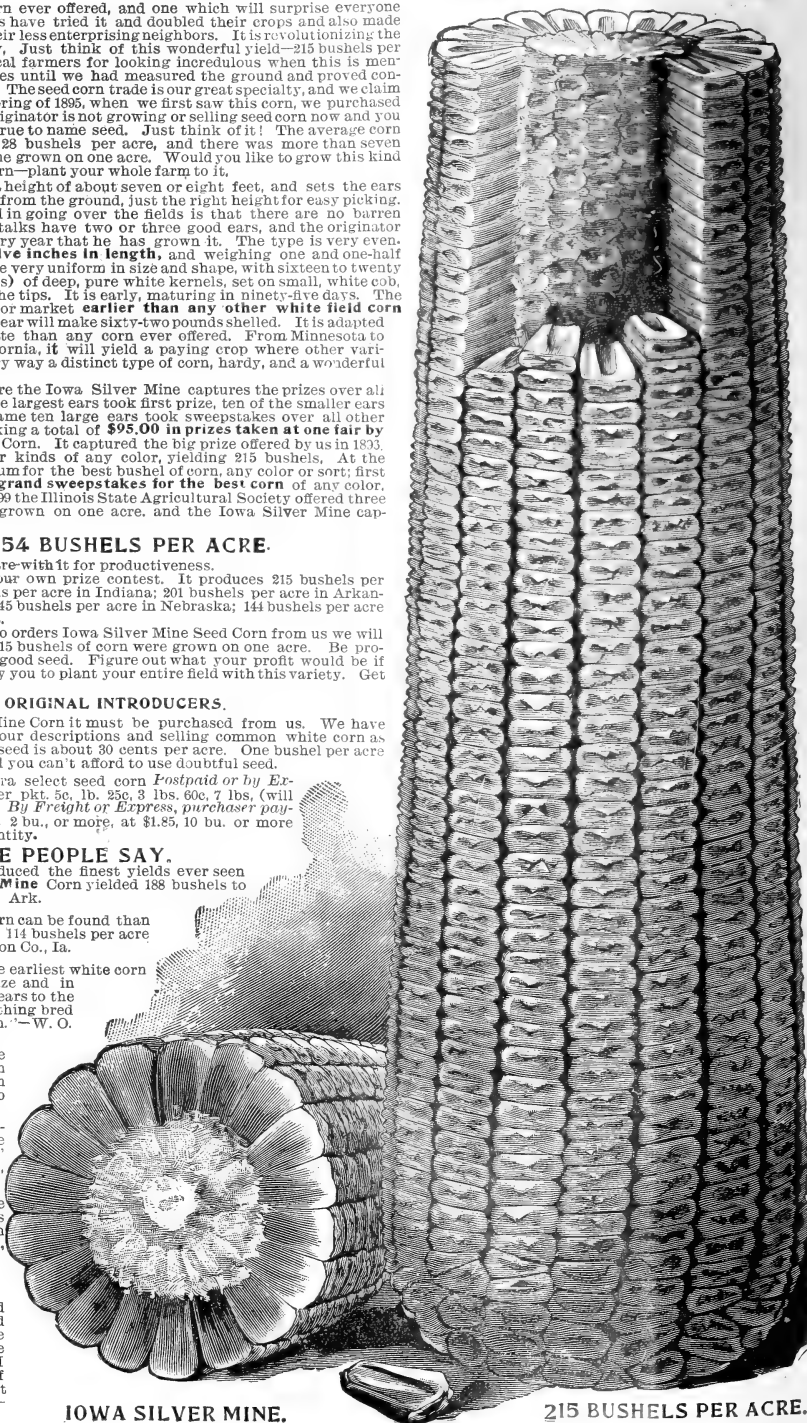 rn ever offered, and one which will surprise everyone
s have tried it and doubled their crops and also made
eir less enterprising neighbors. It is revolutionizing the
, Just think of this wonderful yield—215 bushels per
cal farmers for looking incredulous when this is men-
es until we had measured the ground and proved con-
The seed corn trade is our great specialty, and we claim
ring of 1895, when we first saw this corn, we purchased
iginator is not growing or selling seed corn now and you
rue to name seed. Just think of it! The average corn
28 bushels per acre, and there was more than seven
e grown on one acre. Would you like to grow this kind
rn—plant your whole farm to it.
height of about seven or eight feet, and sets the ears
from the ground, just the right height for easy picking.
l in going over the fields is that there are no barren
talks have two or three good ears, and the originator
ry year that he has grown it. The type is very even.
lve inches in length, and weighing one and one-half
e very uniform in size and shape, with sixteen to twenty
s) of deep, pure white kernels, set on small, white cob,
he tips. It is early, maturing in ninety-five days. The
or market earlier than any other white field corn
ear will make sixty-two pounds shelled. It is adapted
te than any corn ever offered. From Minnesota to
ornia, it will yield a paying crop where other vari-
y way a distinct type of corn, hardy, and a wonderful
re the Iowa Silver Mine captures the prizes over all
e largest ears took first prize, ten of the smaller ears
ame ten large ears took sweepstakes over all other
king a total of $95.00 in prizes taken at one fair by
Corn. It captured the big prize offered by us in 1893,
r kinds of any color, yielding 215 bushels. At the
um for the best bushel of corn, any color or sort; first
grand sweepstakes for the best corn of any color.
99 the Illinois State Agricultural Society offered three
grown on one acre. and the Iowa Silver Mine cap-
54 BUSHELS PER ACRE.
re with it for productiveness.
our own prize contest. It produces 215 bushels per
s per acre in Indiana; 201 bushels per acre in Arkan-
45 bushels per acre in Nebraska; 144 bushels per acre
o orders Iowa Silver Mine Seed Corn from us we will
15 bushels of corn were grown on one acre. Be pro-
good seed. Figure out what your profit would be if
y you to plant your entire field with this variety. Get
ORIGINAL INTRODUCERS.
Mine Corn it must be purchased from us. We have
our descriptions and selling common white corn as
seed is about 30 cents per acre. One bushel per acre
l you can't afford to use doubtful seed.
ra select seed corn Postpaid or by Ex-
er pkt. 5c, lb. 25c, 3 lbs. 60c, 7 lbs, (will
By Freight or Express, purchaser pay-
2 bu., or more, at $1.85, 10 bu. or more
ntity.
E PEOPLE SAY.
duced the finest yields ever seen
Mine Corn yielded 188 bushels to
Ark.
rn can be found than
114 bushels per acre
on Co., Ia.
e earliest white corn
ze and in
ears to the
thing bred
n."—W. O.
IOWA SILVER MINE.
215 BUSHELS PER ACRE.